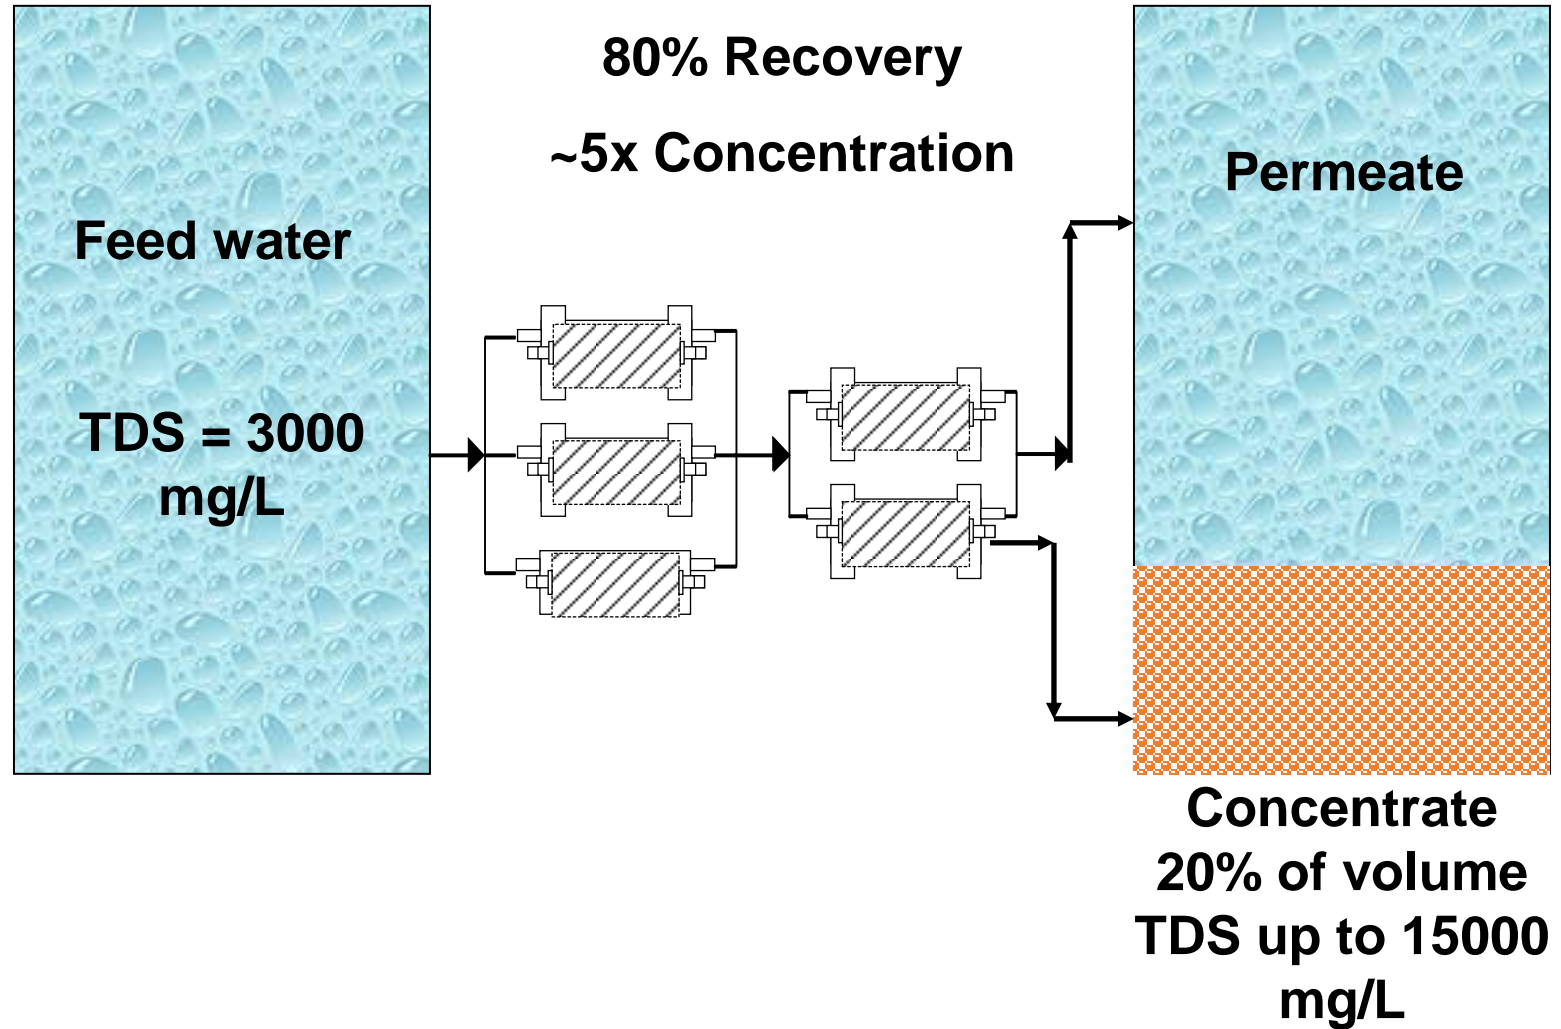 80% Recovery
~5x Concentration
Feed water
TDS = 3000
mg/L
Permeate
Concentrate
20% of volume
TDS up to 15000
mg/L